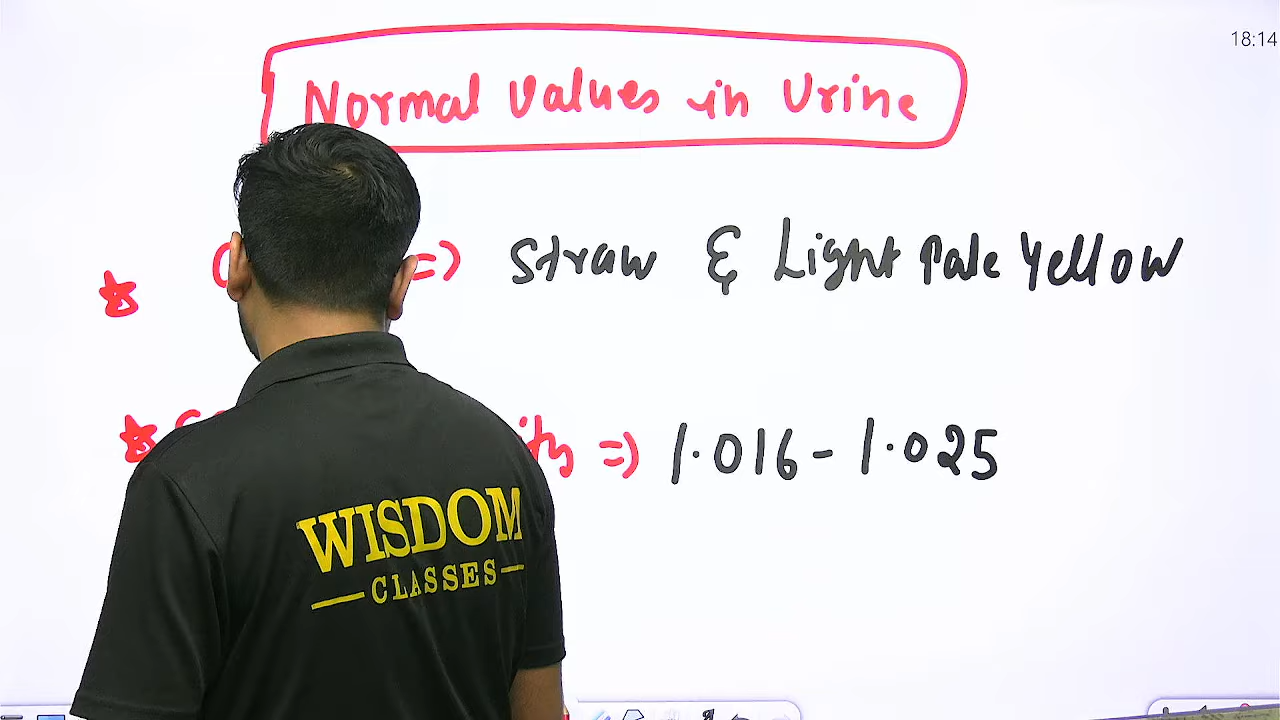 18:14
Normal Values in Urine
=> Straw & Light Pale Yellow
=> 1.016 - 1.025
WISDOM
CLASSES